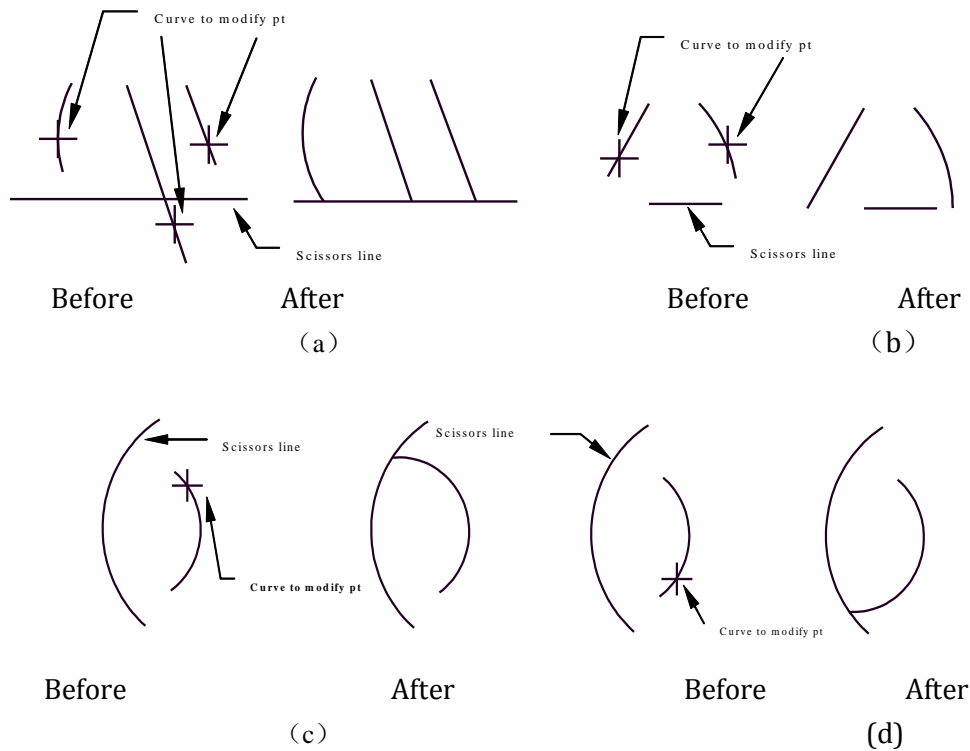 Curve to modify pt
Scissors line
Before
After
（a）
Curve to modify pt
Scissors line
Before
After
（b）
Scissors line
Curve to modify pt
Before
After
（c）
Scissors line
Curve to modify pt
Before
After
(d)